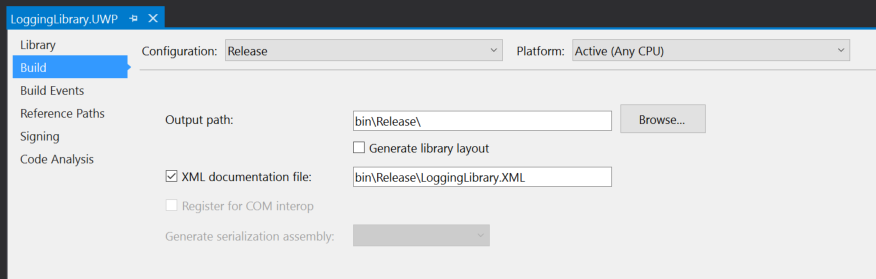 LoggingLibrary.UWP
Library
Build
Build Events
Reference Paths
Signing
Code Analysis
Configuration: Release Platform: Active (Any CPU)
Output path: bin\Release\ Browse...
Generate library layout
XML documentation file: bin\Release\LoggingLibrary.XML
Register for COM interop
Generate serialization assembly: